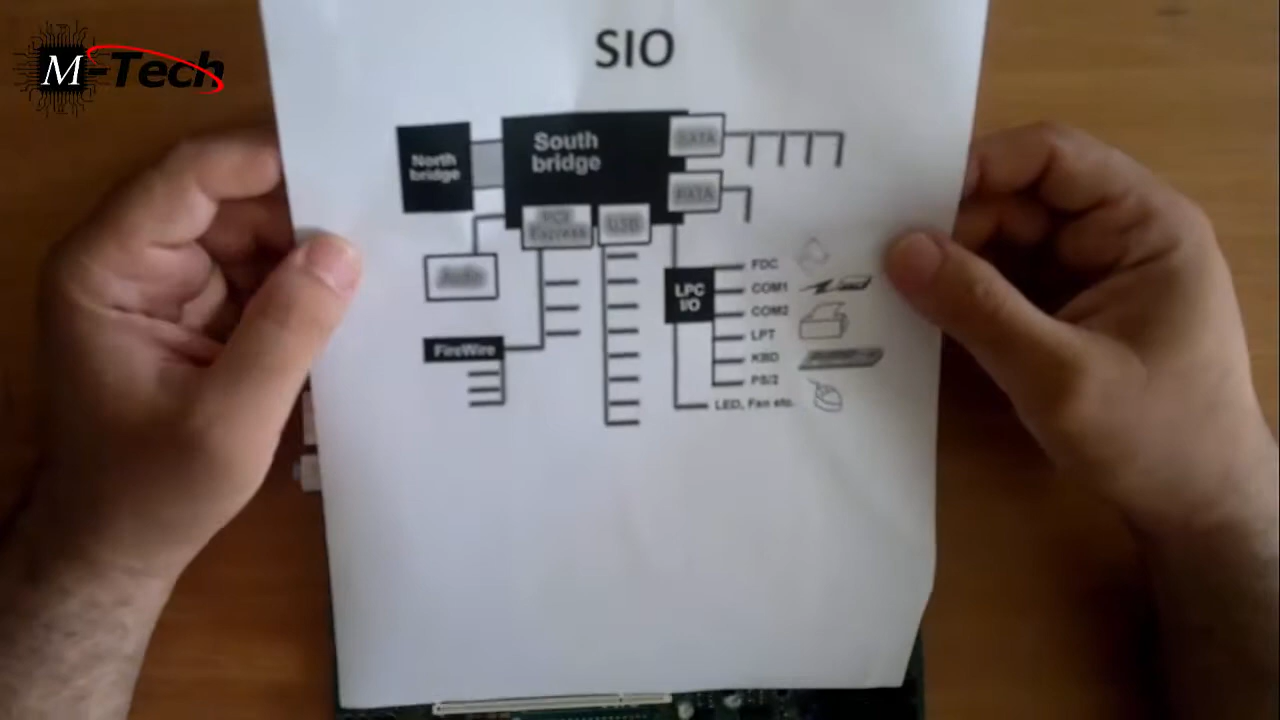 M-Tech
SIO
North
bridge
South
bridge
SATA
PATA
PCI
Express
USB
Audio
FireWire
LPC
I/O
FDC
COM1
COM2
LPT
KBD
PS/2
LED, Fan etc.